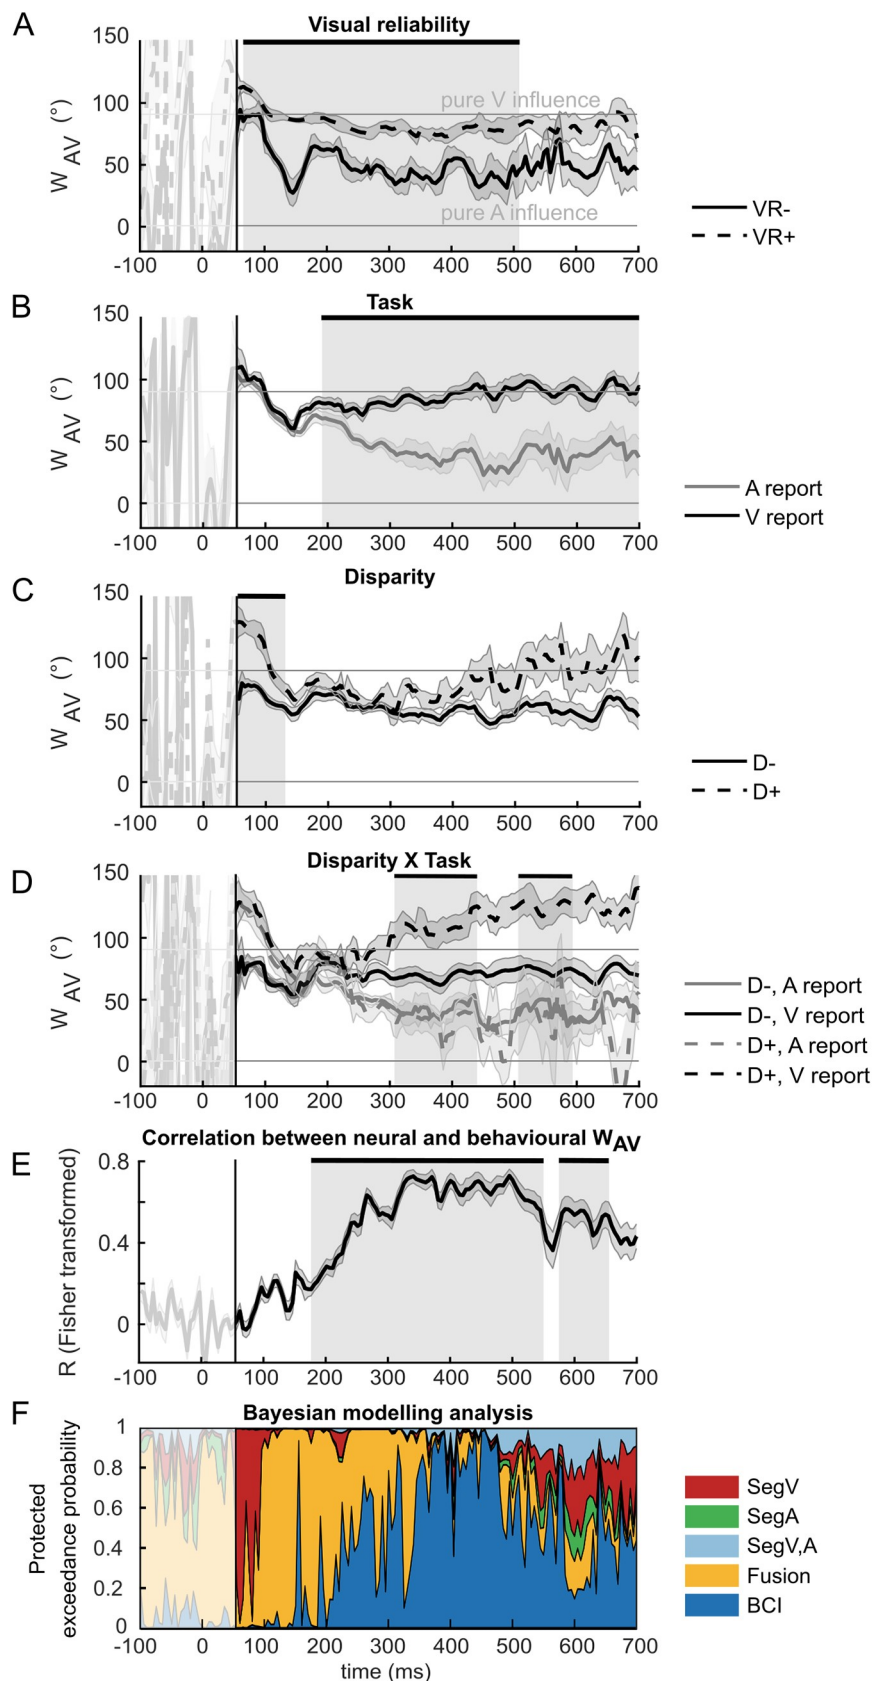 A
Visual reliability
150
100
50
0
W AV (°)
pure V influence
pure A influence
VR-
VR+
-100 0 100 200 300 400 500 600 700
B
Task
150
100
50
0
W AV (°)
A report
V report
-100 0 100 200 300 400 500 600 700
C
Disparity
150
100
50
0
W AV (°)
D-
D+
-100 0 100 200 300 400 500 600 700
D
Disparity X Task
150
100
50
0
W AV (°)
D-, A report
D-, V report
D+, A report
D+, V report
-100 0 100 200 300 400 500 600 700
Correlation between neural and behavioural W AV
E
0.8
0.4
0
R (Fisher transformed)
-100 0 100 200 300 400 500 600 700
F
Bayesian modelling analysis
1
0.8
0.6
0.4
0.2
0
Protected
exceedance probability
SegV
SegA
SegV,A
Fusion
BCI
-100 0 100 200 300 400 500 600 700
time (ms)